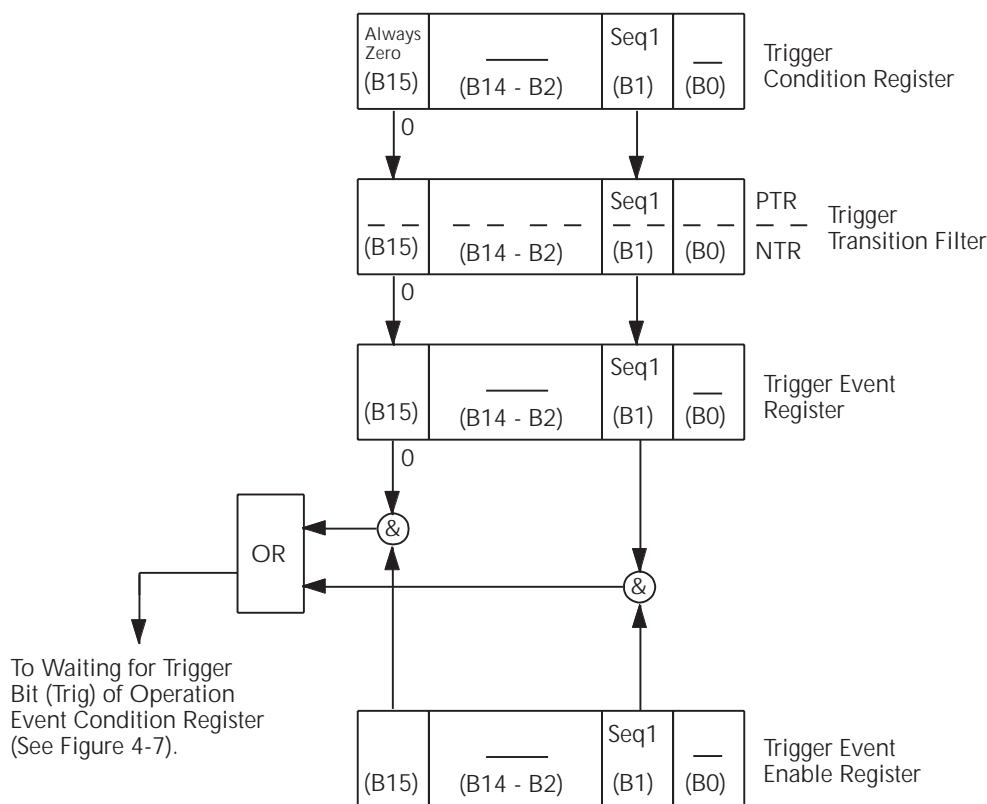 Always
Zero
(B15)
(B14 - B2)
Seq1
(B1)
(B0)
Trigger
Condition Register
0
(B15)
(B14 - B2)
Seq1
(B1)
(B0)
PTR
NTR
Trigger
Transition Filter
0
(B15)
(B14 - B2)
Seq1
(B1)
(B0)
Trigger Event
Register
0
&
OR
&
To Waiting for Trigger
Bit (Trig) of Operation
Event Condition Register
(See Figure 4-7).
(B15)
(B14 - B2)
Seq1
(B1)
(B0)
Trigger Event
Enable Register